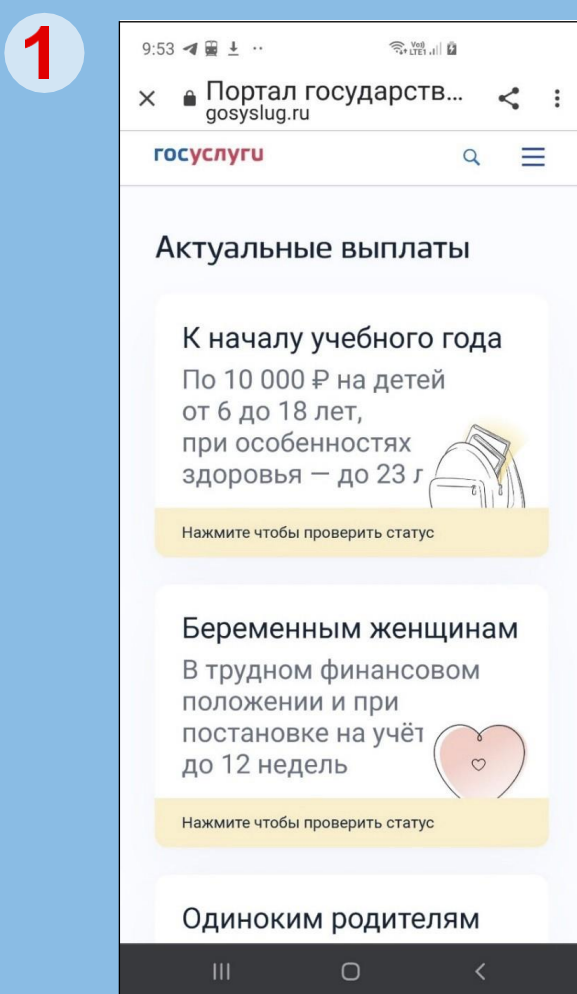 1
9:53
Портал государств...
gosyslug.ru
госуслуги
Актуальные выплаты
К началу учебного года
По 10 000 ₽ на детей
от 6 до 18 лет,
при особенностях
здоровья — до 23 л
Нажмите чтобы проверить статус
Беременным женщинам
В трудном финансовом
положении и при
постановке на учёт
до 12 недель
Нажмите чтобы проверить статус
Одиноким родителям